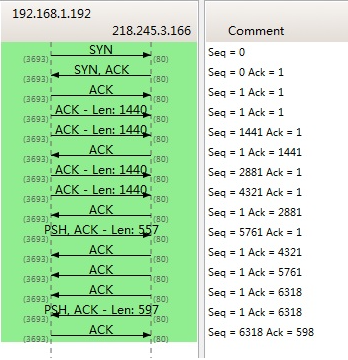 192.168.1.192
218.245.3.166 Comment
SYN
(3693) (80) Seq = 0
SYN, ACK
(3693) (80) Seq = 0 Ack = 1
ACK
(3693) (80) Seq = 1 Ack = 1
ACK - Len: 1440
(3693) (80) Seq = 1 Ack = 1
ACK - Len: 1440
(3693) (80) Seq = 1441 Ack = 1
ACK
(3693) (80) Seq = 1 Ack = 1441
ACK - Len: 1440
(3693) (80) Seq = 2881 Ack = 1
ACK - Len: 1440
(3693) (80) Seq = 4321 Ack = 1
ACK
(3693) (80) Seq = 1 Ack = 2881
PSH, ACK - Len: 557
(3693) (80) Seq = 5761 Ack = 1
ACK
(3693) (80) Seq = 1 Ack = 4321
ACK
(3693) (80) Seq = 1 Ack = 5761
ACK
(3693) (80) Seq = 1 Ack = 6318
PSH, ACK - Len: 597
(3693) (80) Seq = 1 Ack = 6318
ACK
(3693) (80) Seq = 6318 Ack = 598